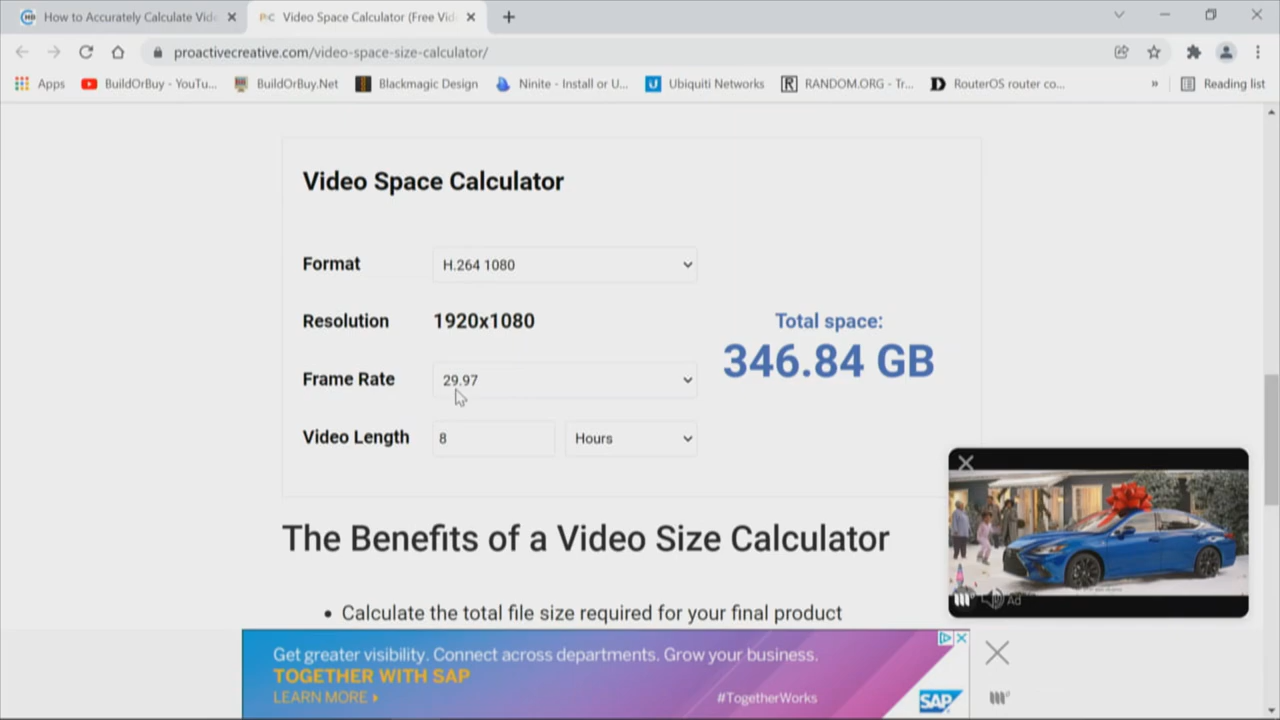 How to Accurately Calculate Vide
Video Space Calculator (Free Vid
proactivecreative.com/video-space-size-calculator/
Apps
BuildOrBuy - YouTu...
BuildOrBuy.Net
Blackmagic Design
Ninite - Install or U...
Ubiquiti Networks
RANDOM.ORG - Tr...
RouterOS router co...
»
Reading list
Video Space Calculator
Format
H.264 1080
Resolution
1920x1080
Total space:
346.84 GB
Frame Rate
29.97
Video Length
8
Hours
The Benefits of a Video Size Calculator
• Calculate the total file size required for your final product
Ad
Get greater visibility. Connect across departments. Grow your business.
TOGETHER WITH SAP
LEARN MORE
#TogetherWorks
SAP